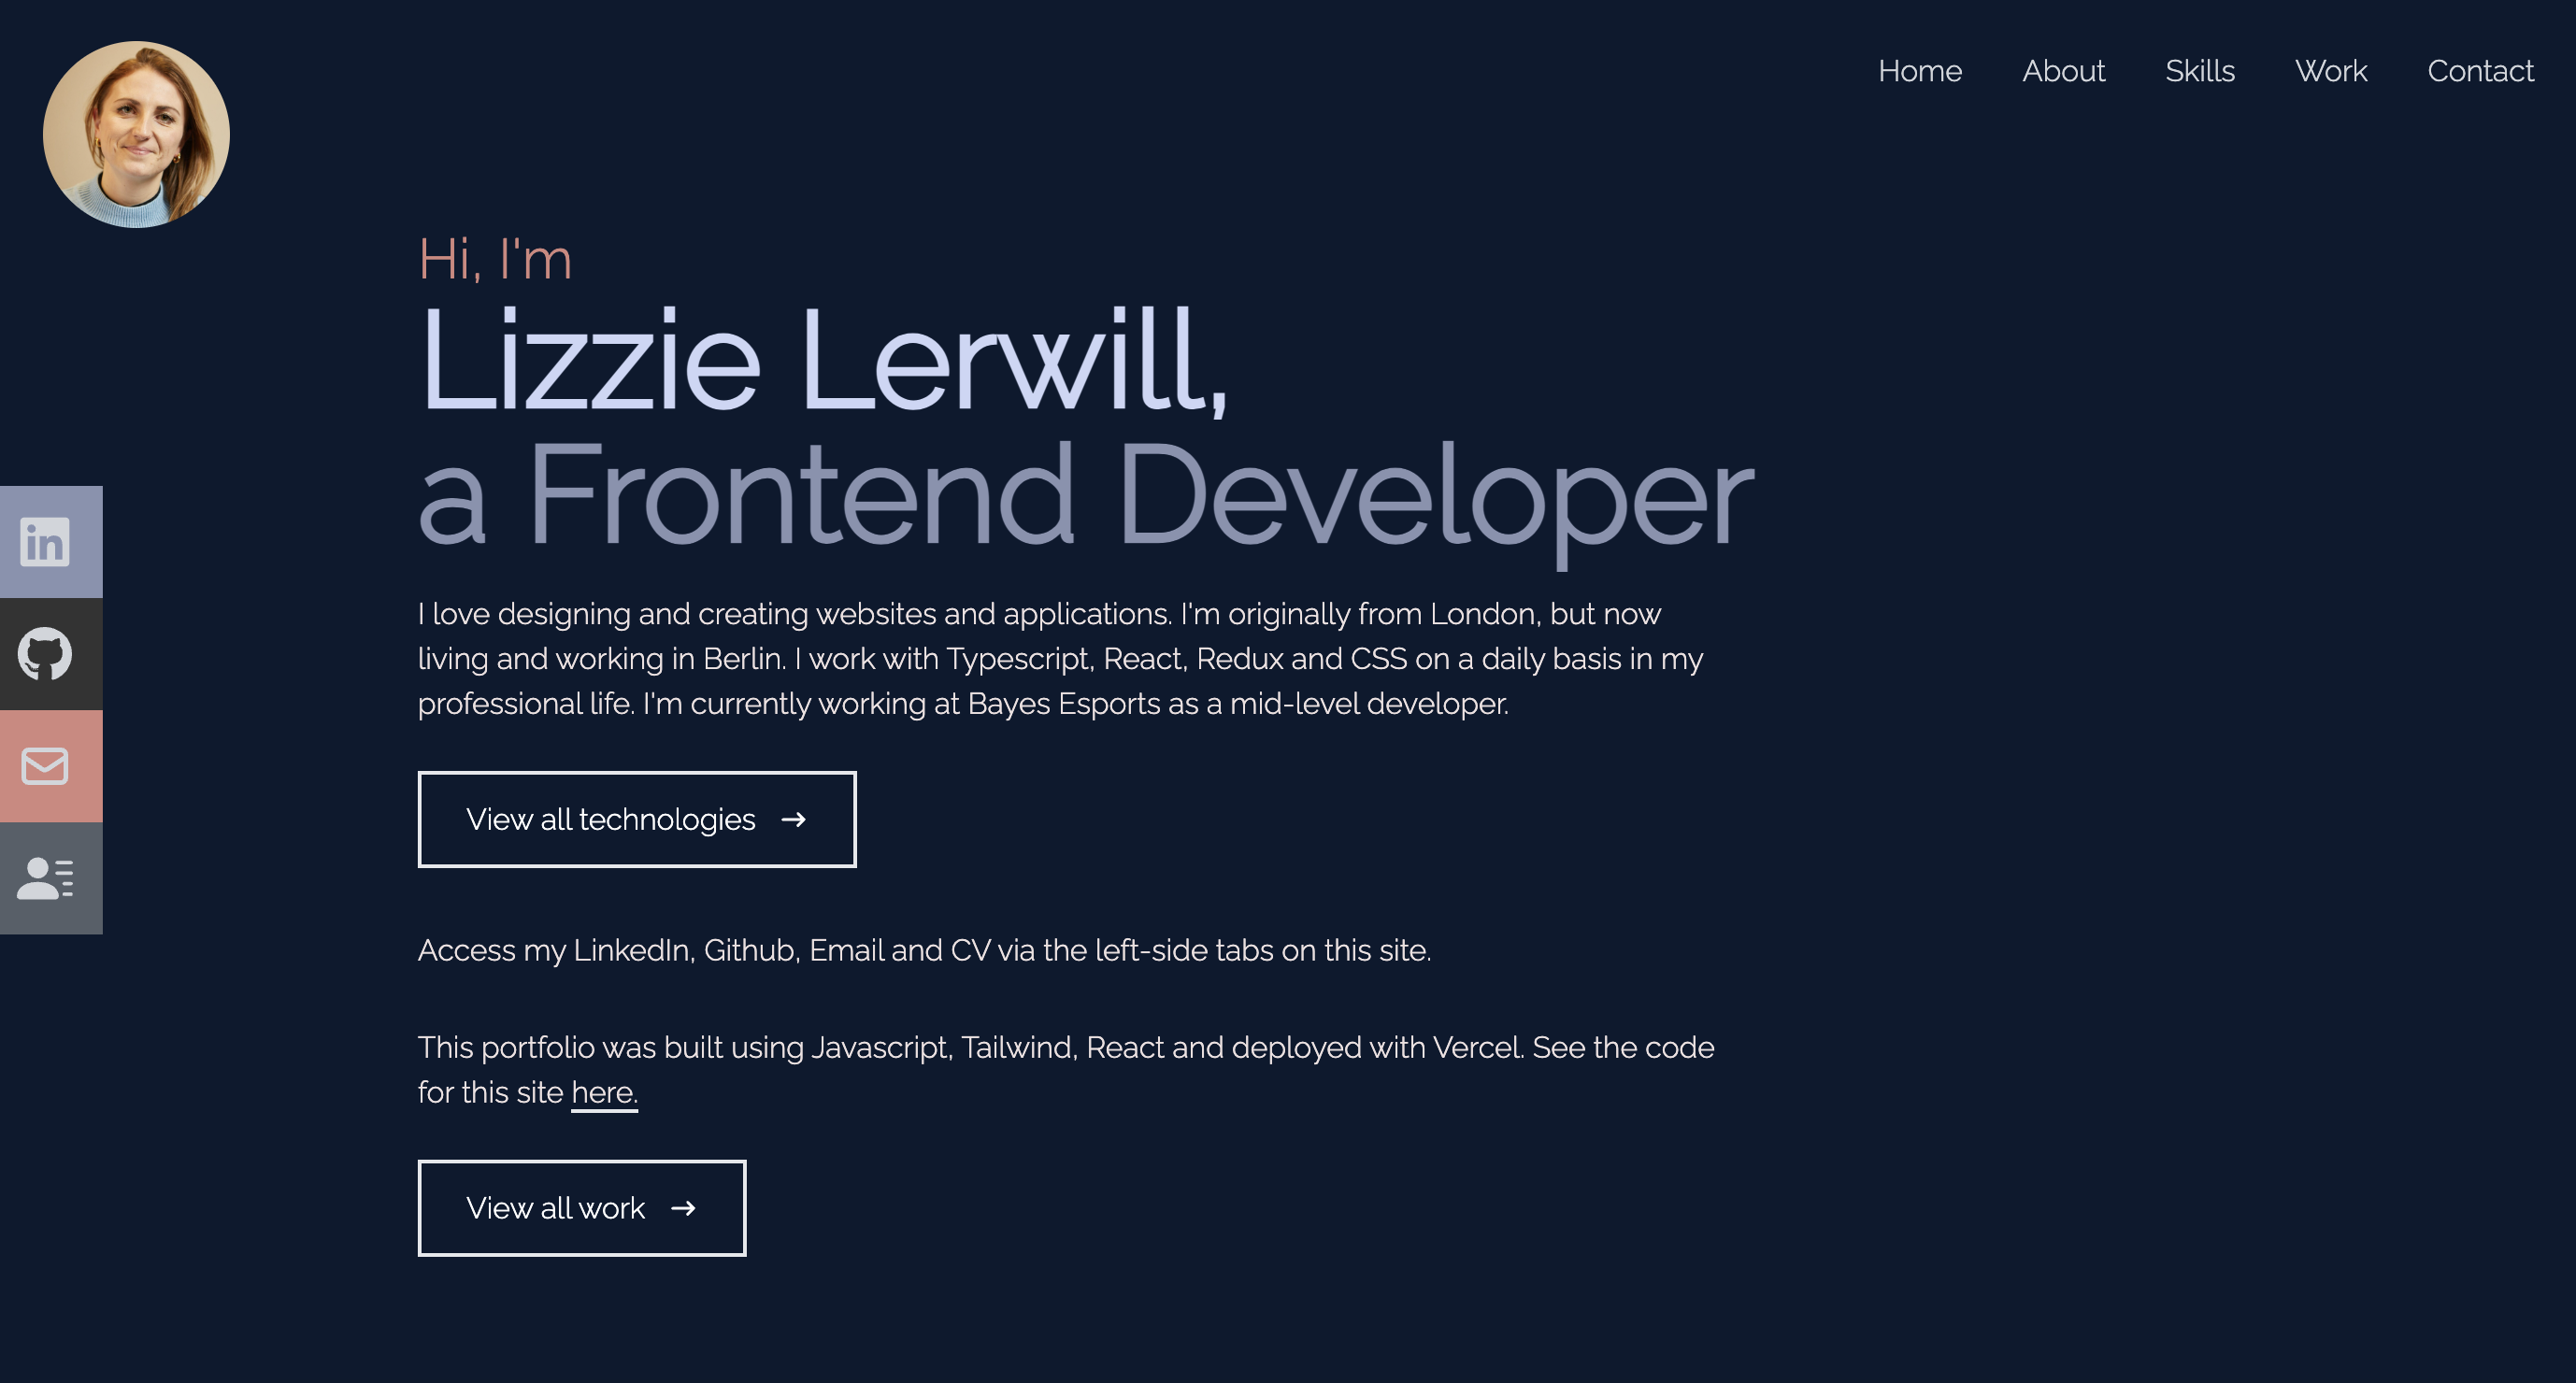 Home About Skills Work Contact
Hi, I'm
Lizzie Lerwill,
a Frontend Developer
in
I love designing and creating websites and applications. I'm originally from London, but now
living and working in Berlin. I work with Typescript, React, Redux and CSS on a daily basis in my
professional life. I'm currently working at Bayes Esports as a mid-level developer.
View all technologies →
Access my LinkedIn, Github, Email and CV via the left-side tabs on this site.
This portfolio was built using Javascript, Tailwind, React and deployed with Vercel. See the code
for this site here.
View all work →